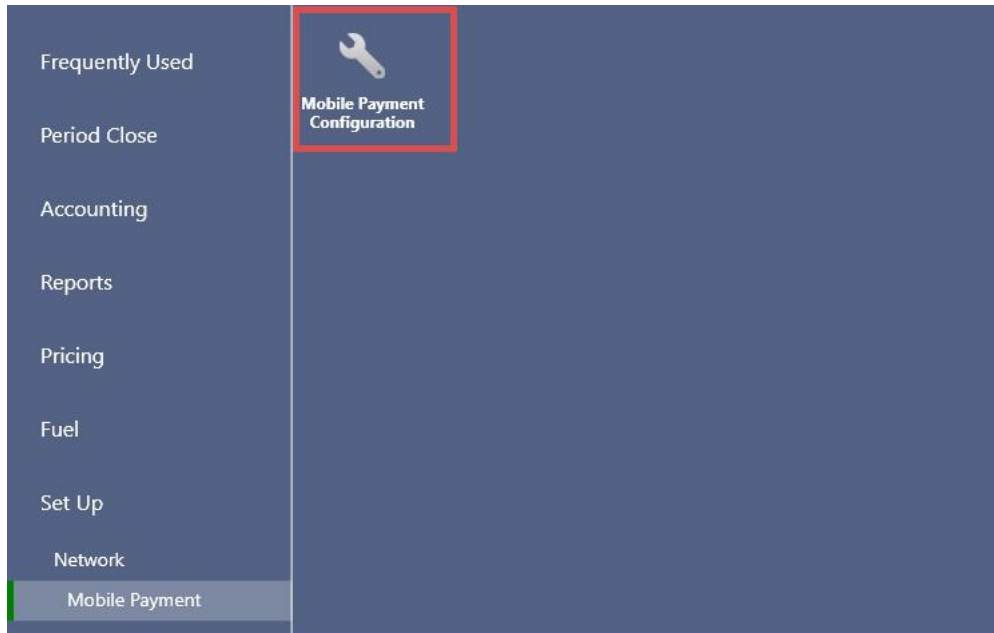 Frequently Used
Period Close
Accounting
Reports
Pricing
Fuel
Set Up
Network
Mobile Payment
Mobile Payment
Configuration